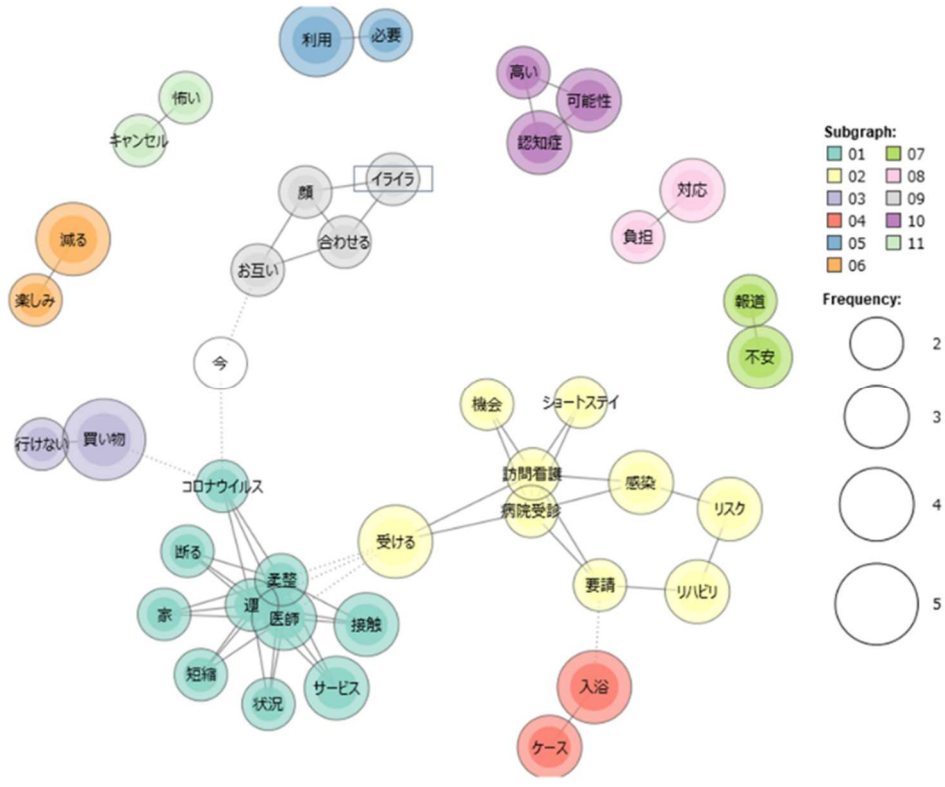 利用
必要
高い
可能性
認知症
怖い
キャンセル
対応
負担
顔
イライラ
合わせる
お互い
減る
楽しみ
今
報道
不安
行けない
買い物
コロナウイルス
機会
ショートステイ
訪問看護
病院受診
感染
リスク
受ける
要請
リハビリ
断る
柔整
家
運
医師
接触
短縮
状況
サービス
入浴
ケース
Subgraph:
01
07
02
08
03
09
04
10
05
11
06
Frequency:
2
3
4
5